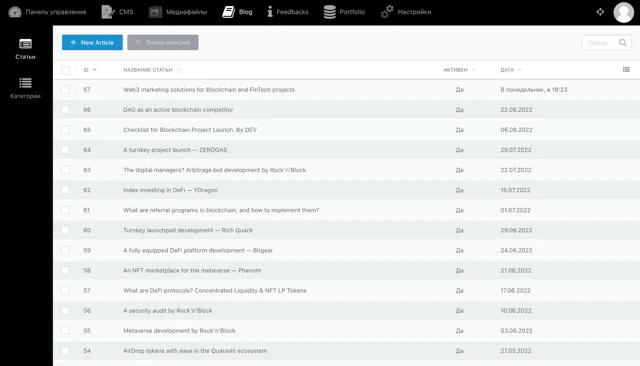 Панель управления CMS Медиафайлы Blog Feedbacks Portfolio Настройки
Статьи
Категории
+ New Article Delete selected Поиск...
ID НАЗВАНИЕ СТАТЬИ АКТИВЕН ДАТА
67 Web3 marketing solutions for Blockchain and FinTech projects Да В понедельник, в 18:23
66 DAG as an active blockchain competitor Да 22.08.2022
65 Checklist for Blockchain Project Launch. By DEV Да 06.08.2022
64 A turnkey project launch — ZEROGAS Да 29.07.2022
63 The digital managers? Arbitrage bot development by Rock'n'Block Да 22.07.2022
62 Index investing in DeFi — YDragon Да 15.07.2022
61 What are referral programs in blockchain, and how to implement them? Да 01.07.2022
60 Turnkey launchpad development — Rich Quack Да 29.06.2022
59 A fully equipped DeFi platform development — Bitgear Да 24.06.2022
58 An NFT marketplace for the metaverse — Phenom Да 21.06.2022
57 What are DeFi protocols? Concentrated Liquidity & NFT LP Tokens Да 17.06.2022
56 A security audit by Rock'n'Block Да 10.06.2022
55 Metaverse development by Rock'n'Block Да 03.06.2022
54 AirDrop tokens with ease in the Quarashi ecosystem Да 27.05.2022